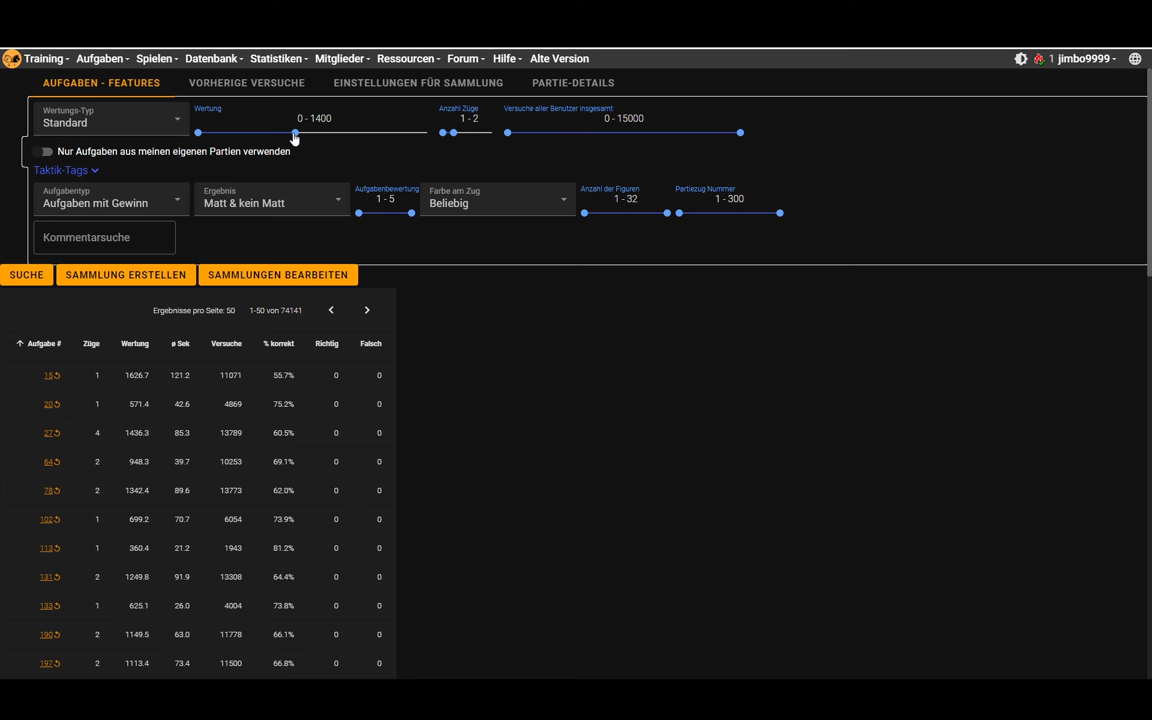 Training Aufgaben Spielen Datenbank Statistiken Mitglieder Ressourcen Forum Hilfe Alte Version 1 jimbo9999
AUFGABEN - FEATURES VORHERIGE VERSUCHE EINSTELLUNGEN FÜR SAMMLUNG PARTIE-DETAILS
Wertungs-Typ Wertung Anzahl Züge Versuche aller Benutzer insgesamt
Standard 0 - 1400 1 - 2 0 - 15000
Nur Aufgaben aus meinen eigenen Partien verwenden
Taktik-Tags
Aufgabentyp Ergebnis Aufgabenbewertung Farbe am Zug Anzahl der Figuren Partiezug Nummer
Aufgaben mit Gewinn Matt & kein Matt 1 - 5 Beliebig 1 - 32 1 - 300
Kommentarsuche
SUCHE SAMMLUNG ERSTELLEN SAMMLUNGEN BEARBEITEN
Ergebnisse pro Seite: 50 1-50 von 74141
Aufgabe # Züge Wertung ø Sek Versuche % korrekt Richtig Falsch
15 1 1626.7 121.2 11071 55.7% 0 0
20 1 571.4 42.6 4869 75.2% 0 0
27 4 1436.3 85.3 13789 60.5% 0 0
64 2 948.3 39.7 10253 69.1% 0 0
78 2 1342.4 89.6 13773 62.0% 0 0
102 1 699.2 70.7 6054 73.9% 0 0
113 1 360.4 21.2 1943 81.2% 0 0
131 2 1249.8 91.9 13308 64.4% 0 0
133 1 625.1 26.0 4004 73.8% 0 0
190 2 1149.5 63.0 11778 66.1% 0 0
197 2 1113.4 73.4 11500 66.8% 0 0